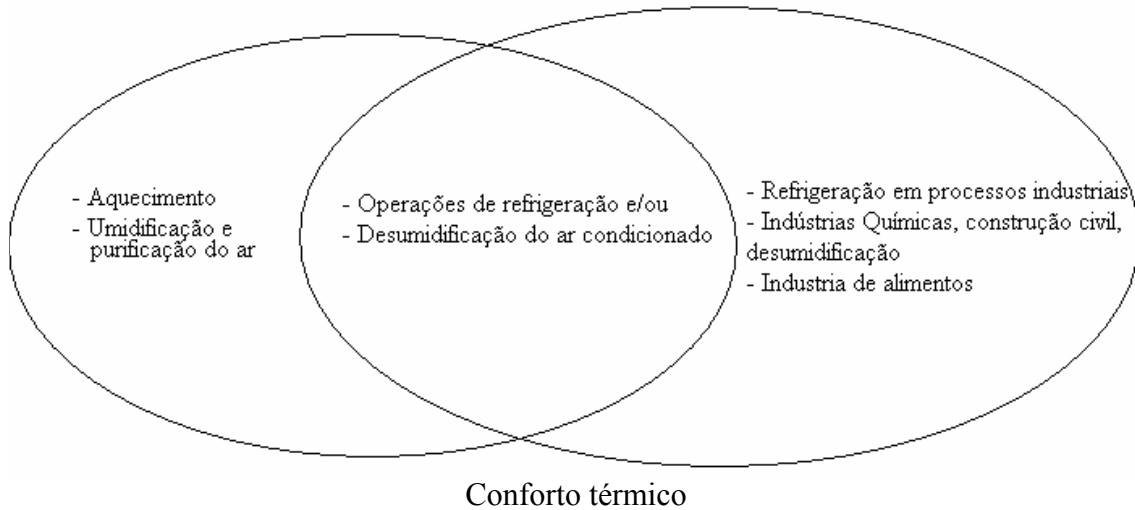 - Aquecimento
- Umidificação e
purificação do ar
- Operações de refrigeração e/ou
- Desumidificação do ar condicionado
- Refrigeração em processos industriais
- Indústrias Químicas, construção civil,
desumidificação
- Industria de alimentos
Conforto térmico